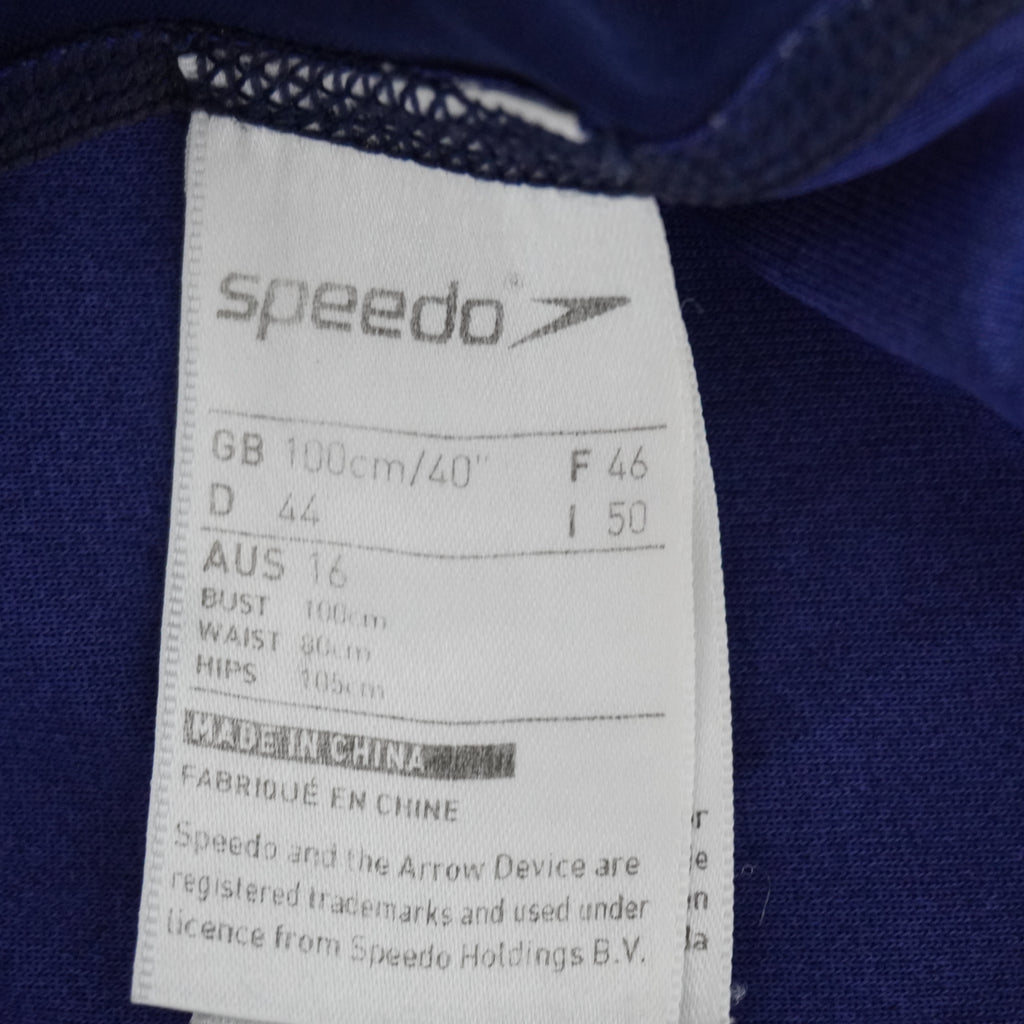 speedo®
GB 100cm/40" F 46
D 44 I 50
AUS 16
BUST 100cm
WAIST 80cm
HIPS 105cm
MADE IN CHINA
FABRIQUÉ EN CHINE
Speedo and the Arrow Device are
registered trademarks and used under
licence from Speedo Holdings B.V.